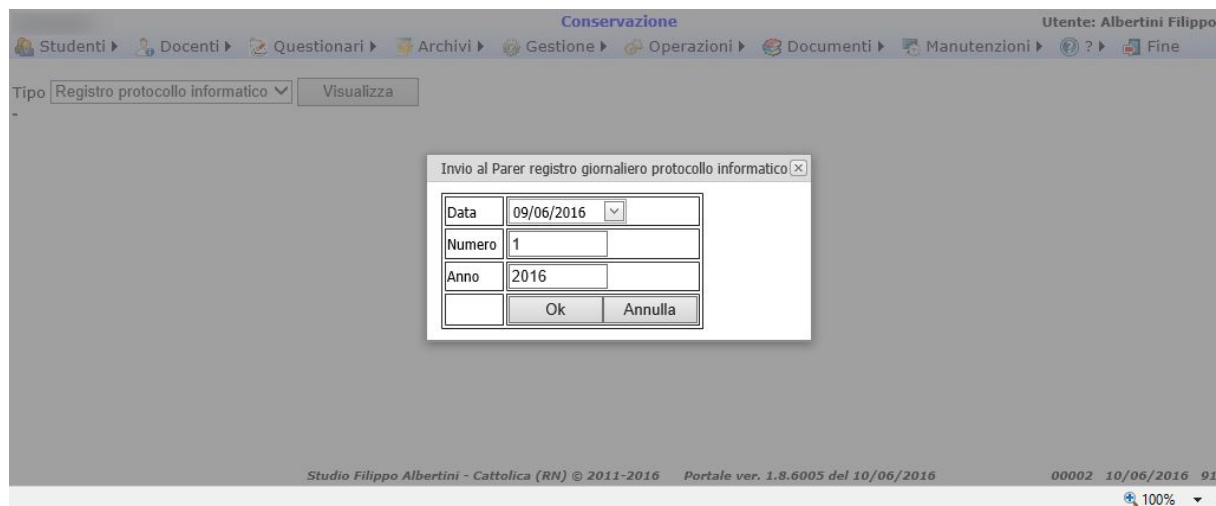 Conservazione Utente: Albertini Filippo
Studenti Docenti Questionari Archivi Gestione Operazioni Documenti Manutenzioni ? Fine
Tipo Registro protocollo informatico Visualizza
-
Invio al Parer registro giornaliero protocollo informatico
Data 09/06/2016
Numero 1
Anno 2016
Ok Annulla
Studio Filippo Albertini - Cattolica (RN) © 2011-2016 Portale ver. 1.8.6005 del 10/06/2016 00002 10/06/2016 91
100%